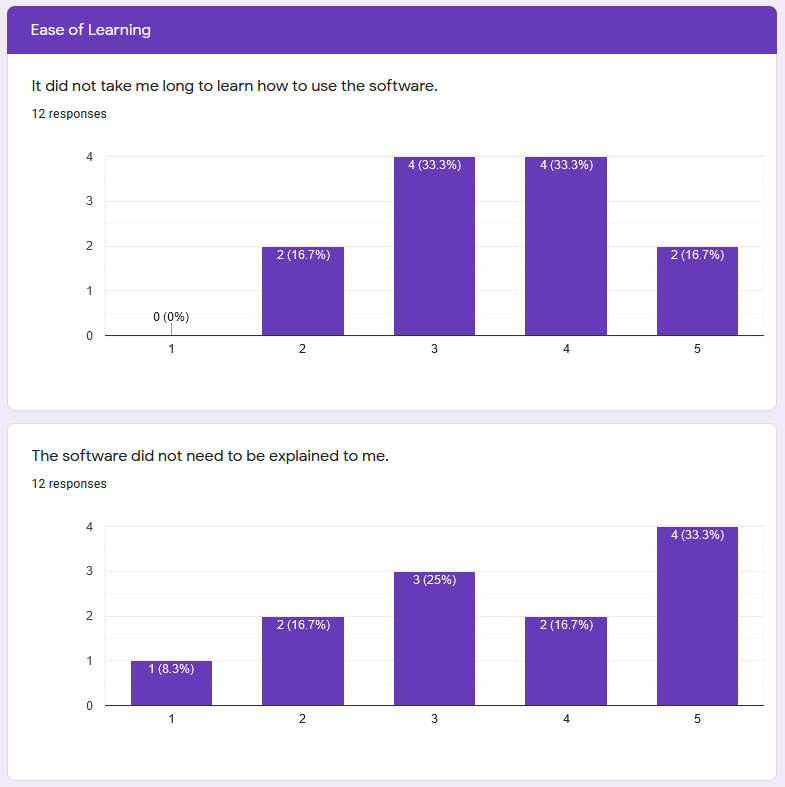 Ease of Learning
It did not take me long to learn how to use the software.
12 responses
4
3
2
1
0
0 (0%)
2 (16.7%)
4 (33.3%)
4 (33.3%)
2 (16.7%)
1 2 3 4 5
The software did not need to be explained to me.
12 responses
4
3
2
1
0
1 (8.3%)
2 (16.7%)
3 (25%)
2 (16.7%)
4 (33.3%)
1 2 3 4 5